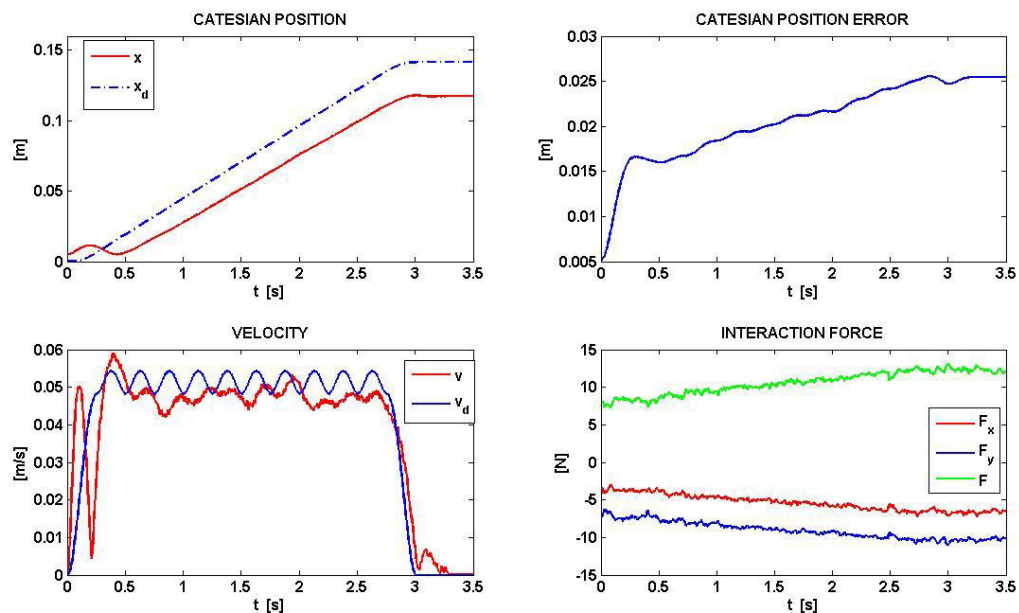 CATESIAN POSITION
0.15
0.1
0.05
0
[m]
x
x_d
0 0.5 1 1.5 2 2.5 3 3.5
t [s]
CATESIAN POSITION ERROR
0.03
0.025
0.02
0.015
0.01
0.005
[m]
0 0.5 1 1.5 2 2.5 3 3.5
t [s]
VELOCITY
0.06
0.05
0.04
0.03
0.02
0.01
0
[m/s]
v
v_d
0 0.5 1 1.5 2 2.5 3 3.5
t [s]
INTERACTION FORCE
15
10
5
0
-5
-10
-15
[N]
F_x
F_y
F
0 0.5 1 1.5 2 2.5 3 3.5
t [s]